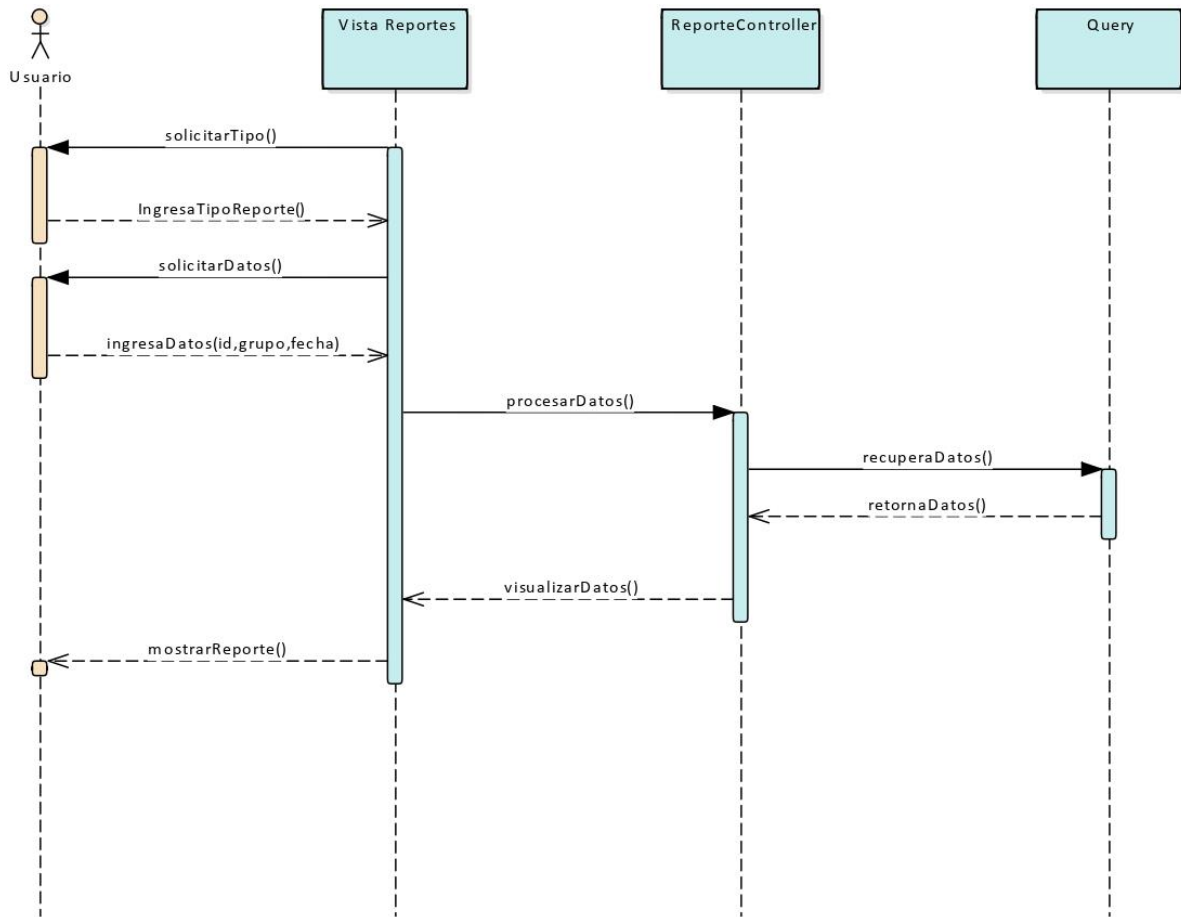 Vista Reportes
ReporteController
Query
Usuario
solicitarTipo()
IngresaTipoReporte()
solicitarDatos()
ingresaDatos(id,grupo,fecha)
procesarDatos()
recuperaDatos()
retornaDatos()
visualizarDatos()
mostrarReporte()